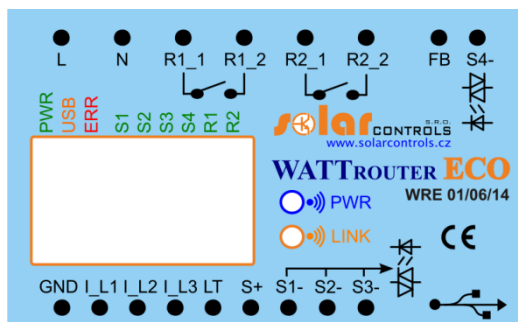 L N R1_1 R1_2 R2_1 R2_2 FB S4-
PWR
USB
ERR
S1
S2
S3
S4
R1
R2
solar
CONTROLS S.R.O.
www.solarcontrols.cz
WATTROUTER ECO
WRE 01/06/14
PWR
LINK
CE
GND I_L1 I_L2 I_L3 LT S+ S1- S2- S3-